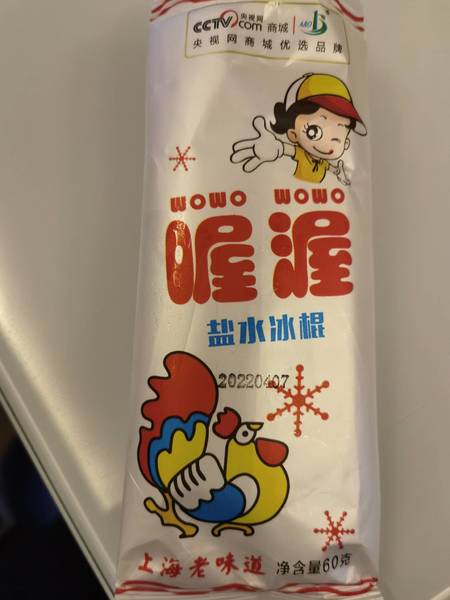 CCTV 央视网 com 商城
央视网商城优选品牌
WOWO WOWO
喔渥
盐水冰棍
20220407
上海老味道 净含量60克